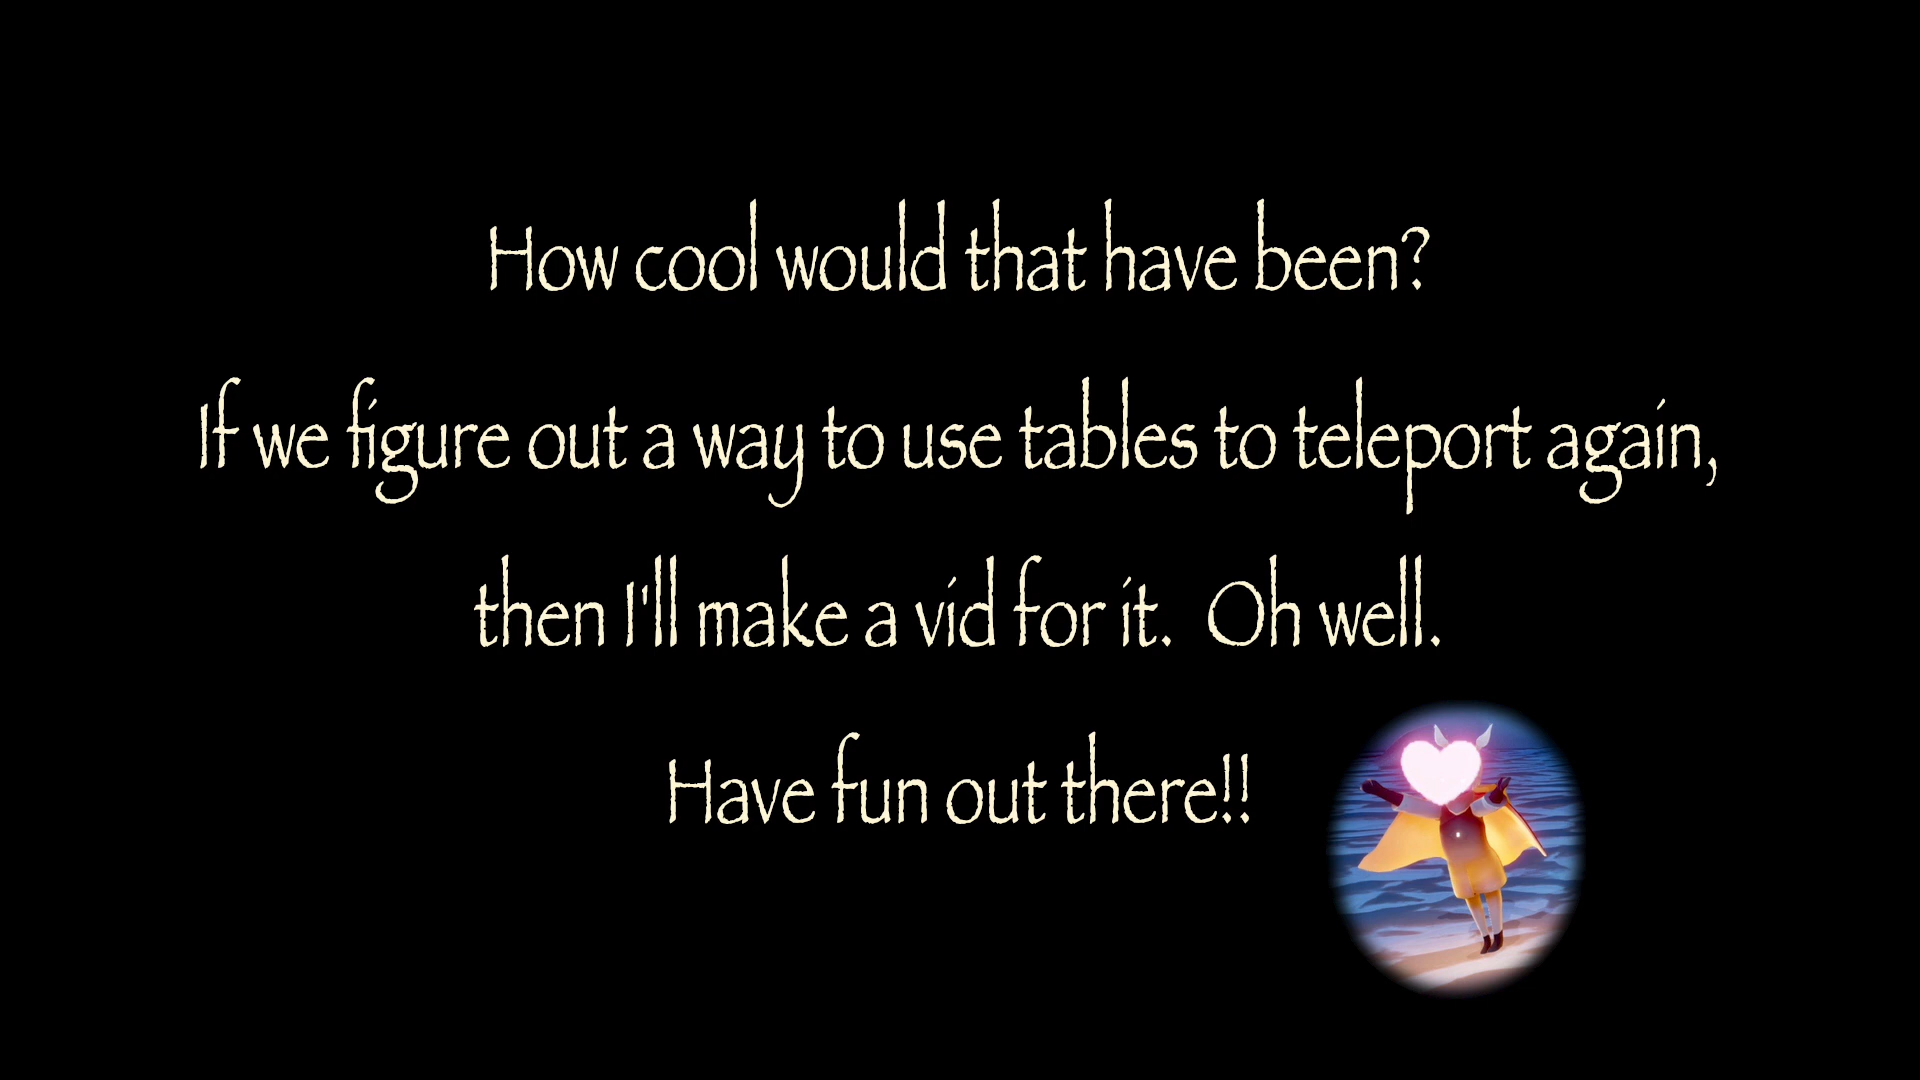 How cool would that have been?
If we figure out a way to use tables to teleport again,
then I'll make a vid for it.  Oh well.
Have fun out there!!